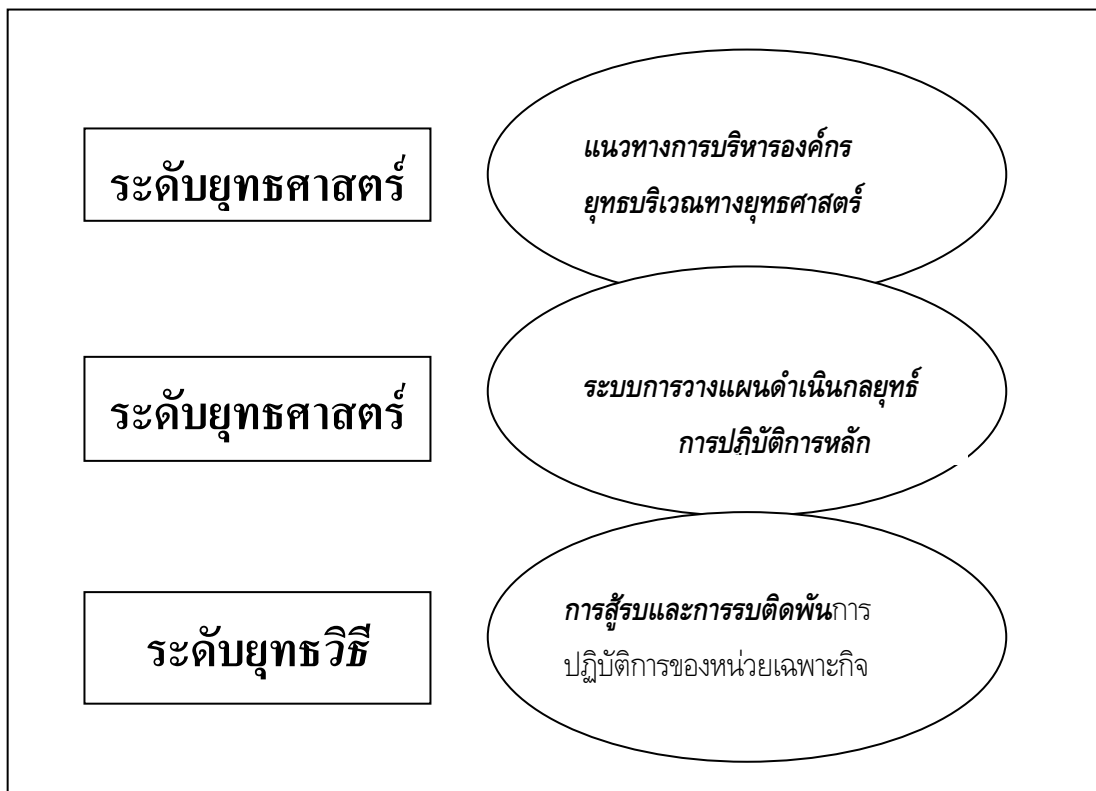 ระดับยุทธศาสตร์
แนวทางการบริหารองค์กร
ยุทธบริเวณทางยุทธศาสตร์
ระดับยุทธศาสตร์
ระบบการวางแผนดำเนินกลยุทธ์
การปฏิบัติการหลัก
ระดับยุทธวิธี
การสู้รบและการรบติดพันการ
ปฏิบัติการของหน่วยเฉพาะกิจ